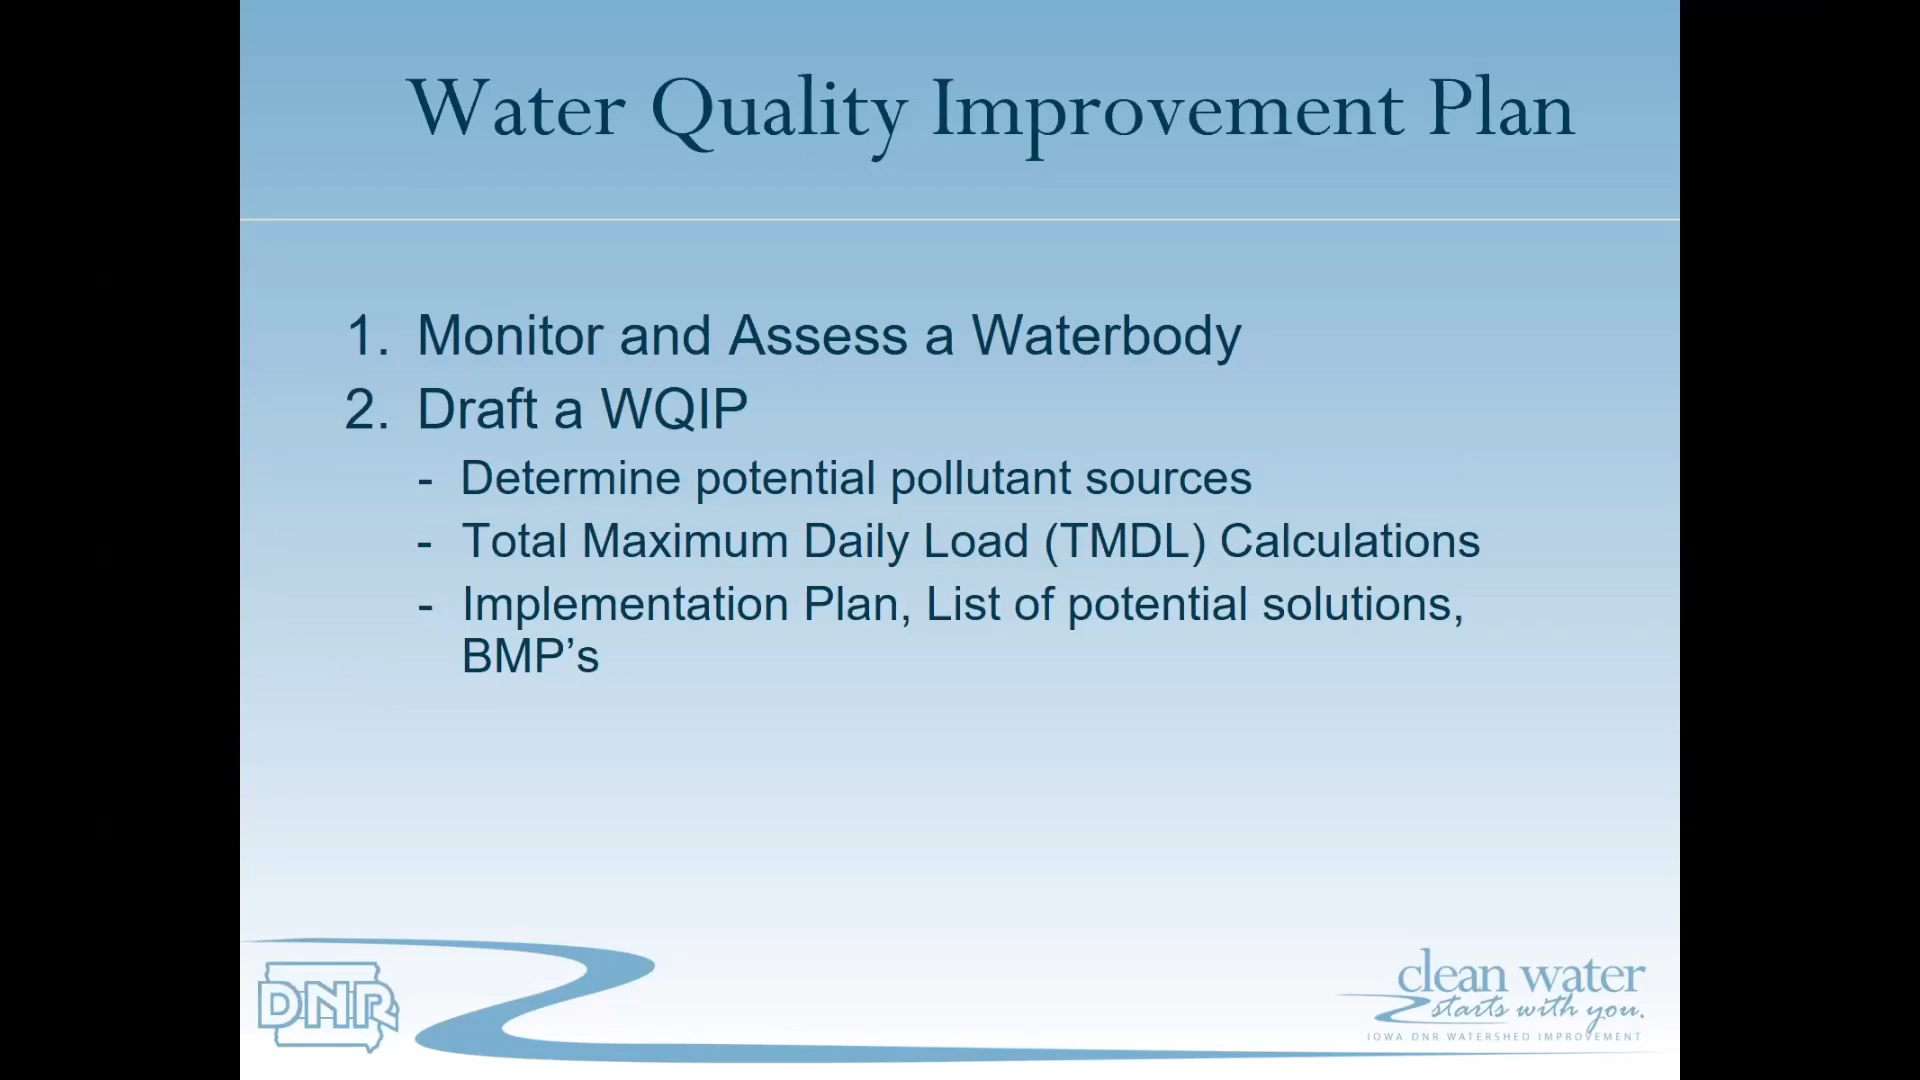 Water Quality Improvement Plan
1. Monitor and Assess a Waterbody
2. Draft a WQIP
- Determine potential pollutant sources
- Total Maximum Daily Load (TMDL) Calculations
- Implementation Plan, List of potential solutions,
BMP’s
DNR
clean water
starts with you.
IOWA DNR WATERSHED IMPROVEMENT